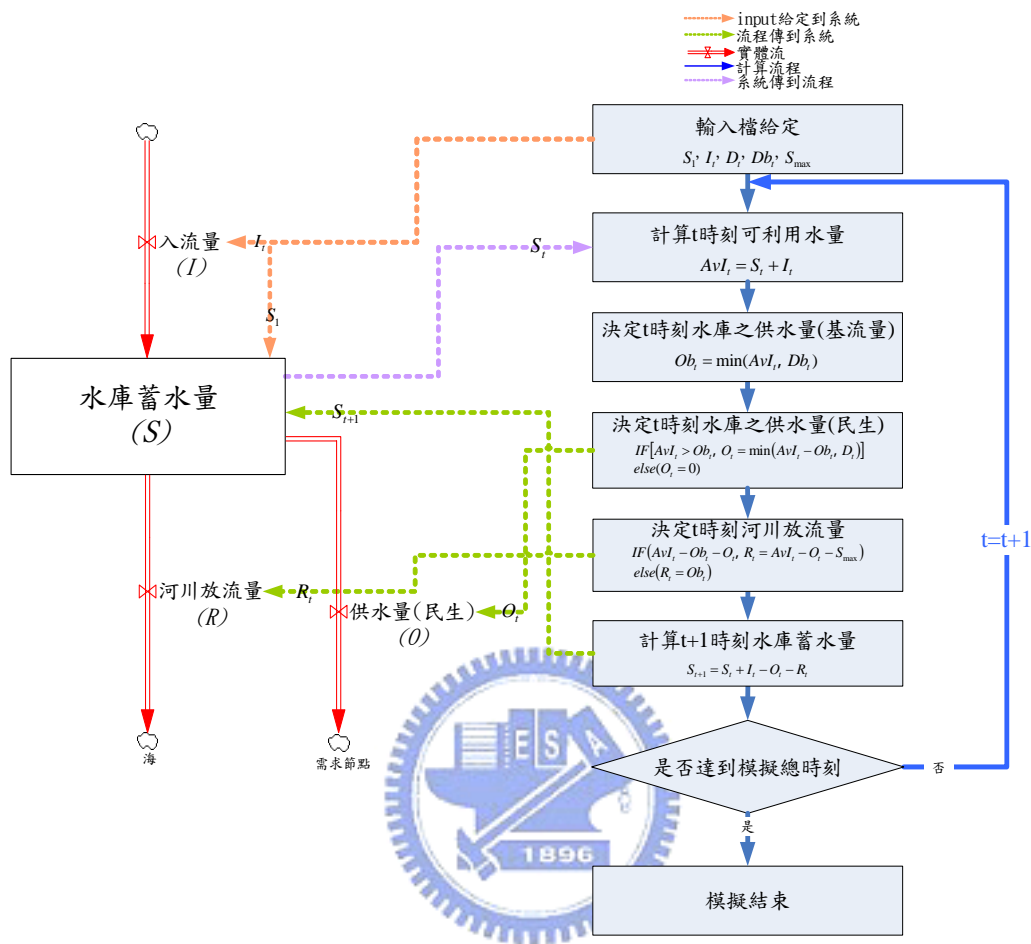 input給定到系統
流程傳到系統
實體流
計算流程
系統傳到流程
輸入檔給定
S₁, Iₜ, Dₜ, Dbₜ, Sₘₐₓ
入流量
(I)
Iₜ
Sₜ
S₁
計算t時刻可利用水量
AvIₜ = Sₜ + Iₜ
決定t時刻水庫之供水量(基流量)
Obₜ = min(AvIₜ, Dbₜ)
水庫蓄水量
(S)
Sₜ₊₁
決定t時刻水庫之供水量(民生)
IF[AvIₜ > Obₜ, Oₜ = min(AvIₜ − Obₜ, Dₜ)]
else(Oₜ = 0)
決定t時刻河川放流量
IF(AvIₜ − Obₜ − Oₜ, Rₜ = AvIₜ − Oₜ − Sₘₐₓ)
else(Rₜ = Obₜ)
t=t+1
河川放流量
(R)
Rₜ
供水量(民生)
(O)
Oₜ
計算t+1時刻水庫蓄水量
Sₜ₊₁ = Sₜ + Iₜ − Oₜ − Rₜ
海
需求節點
是否達到模擬總時刻
否
是
模擬結束
E S A
1896